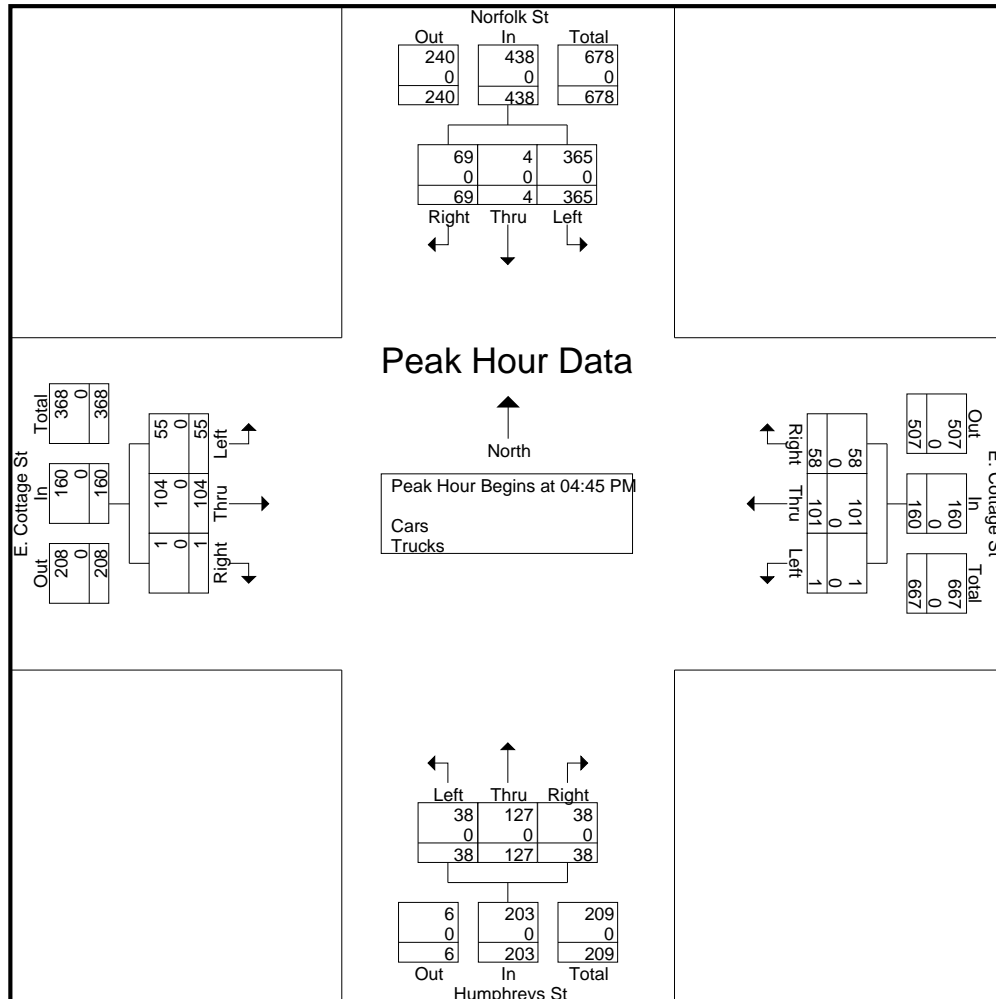 Norfolk St
Out In Total
240 438 678
0 0 0
240 438 678
69 4 365
0 0 0
69 4 365
Right Thru Left
Peak Hour Data
North
Peak Hour Begins at 04:45 PM
Cars
Trucks
E. Cottage St
Total In Out
368 160 208
0 0 0
368 160 208
55 104 1
0 0 0
55 104 1
Left Thru Right
E. Cottage St
Out In Total
507 160 667
0 0 0
507 160 667
58 101 1
0 0 0
58 101 1
Right Thru Left
Left Thru Right
38 127 38
0 0 0
38 127 38
6 203 209
0 0 0
6 203 209
Out In Total
Humphreys St